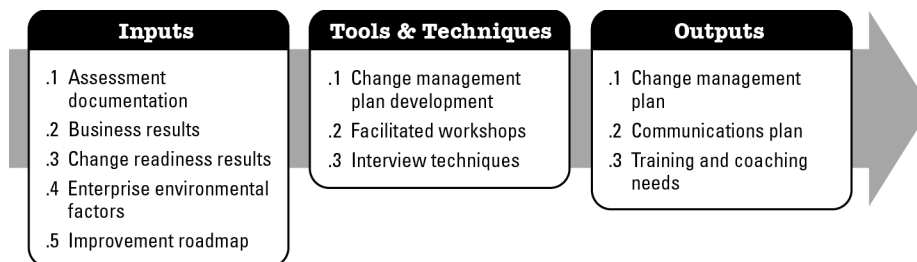 Inputs
.1 Assessment
documentation
.2 Business results
.3 Change readiness results
.4 Enterprise environmental
factors
.5 Improvement roadmap
Tools & Techniques
.1 Change management
plan development
.2 Facilitated workshops
.3 Interview techniques
Outputs
.1 Change management
plan
.2 Communications plan
.3 Training and coaching
needs